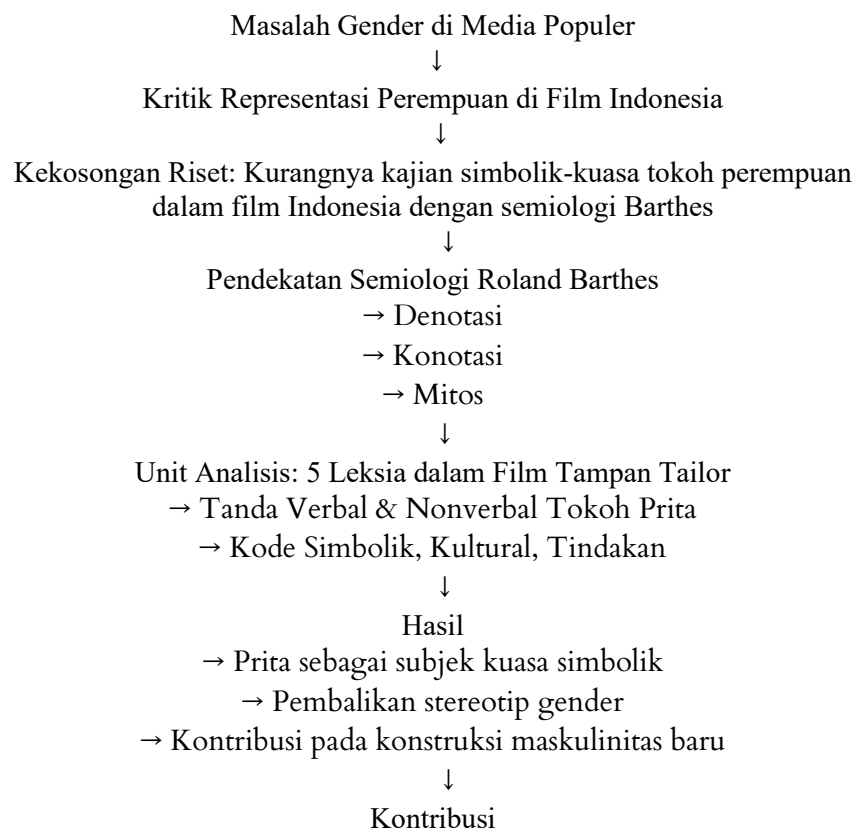 Masalah Gender di Media Populer
↓
Kritik Representasi Perempuan di Film Indonesia
↓
Kekosongan Riset: Kurangnya kajian simbolik-kuasa tokoh perempuan
dalam film Indonesia dengan semiologi Barthes
↓
Pendekatan Semiologi Roland Barthes
→ Denotasi
→ Konotasi
→ Mitos
↓
Unit Analisis: 5 Leksia dalam Film Tampan Tailor
→ Tanda Verbal & Nonverbal Tokoh Prita
→ Kode Simbolik, Kultural, Tindakan
↓
Hasil
→ Prita sebagai subjek kuasa simbolik
→ Pembalikan stereotip gender
→ Kontribusi pada konstruksi maskulinitas baru
↓
Kontribusi